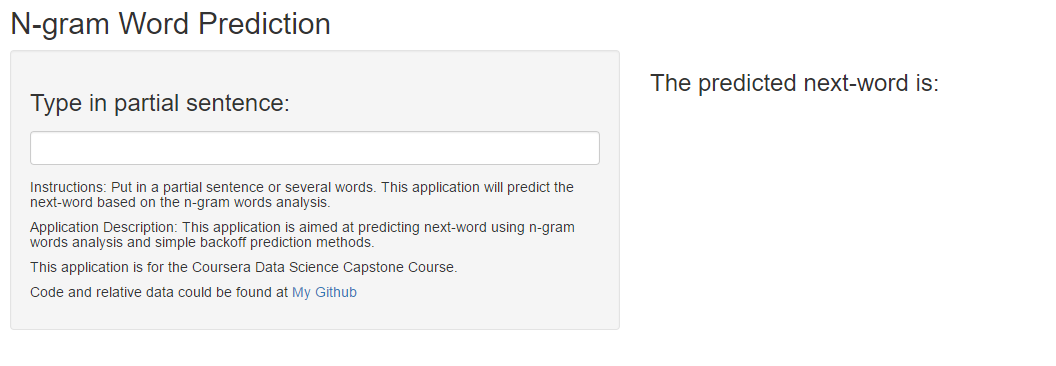 N-gram Word Prediction
Type in partial sentence:
Instructions: Put in a partial sentence or several words. This application will predict the
next-word based on the n-gram words analysis.
Application Description: This application is aimed at predicting next-word using n-gram
words analysis and simple backoff prediction methods.
This application is for the Coursera Data Science Capstone Course.
Code and relative data could be found at My Github
The predicted next-word is: